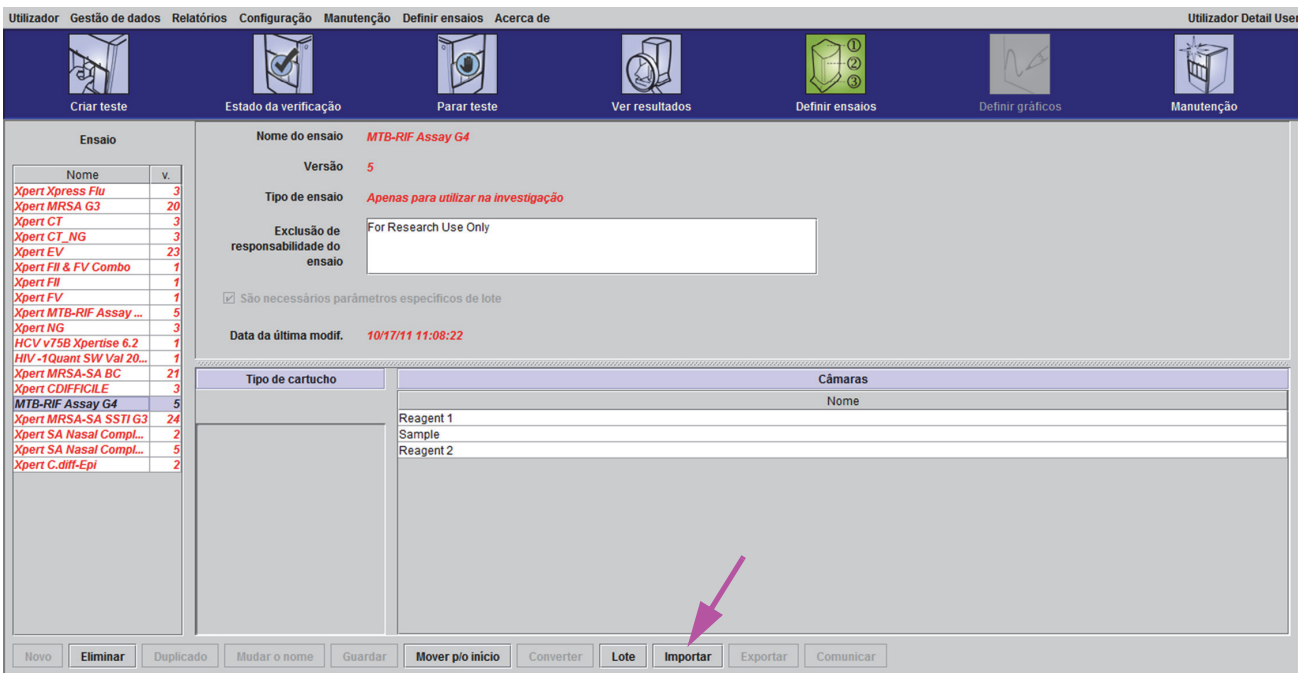 Utilizador Gestão de dados Relatórios Configuração Manutenção Definir ensaios Acerca de Utilizador Detail User
Criar teste Estado da verificação Parar teste Ver resultados Definir ensaios Definir gráficos Manutenção
① ② ③
Ensaio
Nome v.
Xpert Xpress Flu 3
Xpert MRSA G3 20
Xpert CT 3
Xpert CT_NG 3
Xpert EV 23
Xpert FII & FV Combo 1
Xpert FII 1
Xpert FV 1
Xpert MTB-RIF Assay ... 5
Xpert NG 3
HCV v75B Xpertise 6.2 1
HIV -1Quant SW Val 20... 1
Xpert MRSA-SA BC 21
Xpert CDIFFICILE 3
MTB-RIF Assay G4 5
Xpert MRSA-SA SSTI G3 24
Xpert SA Nasal Compl... 2
Xpert SA Nasal Compl... 5
Xpert C.diff-Epi 2
Nome do ensaio MTB-RIF Assay G4
Versão 5
Tipo de ensaio Apenas para utilizar na investigação
Exclusão de
responsabilidade do
ensaio
For Research Use Only
São necessários parâmetros específicos de lote
Data da última modif. 10/17/11 11:08:22
Tipo de cartucho
Câmaras
Nome
Reagent 1
Sample
Reagent 2
Novo Eliminar Duplicado Mudar o nome Guardar Mover p/o início Converter Lote Importar Exportar Comunicar